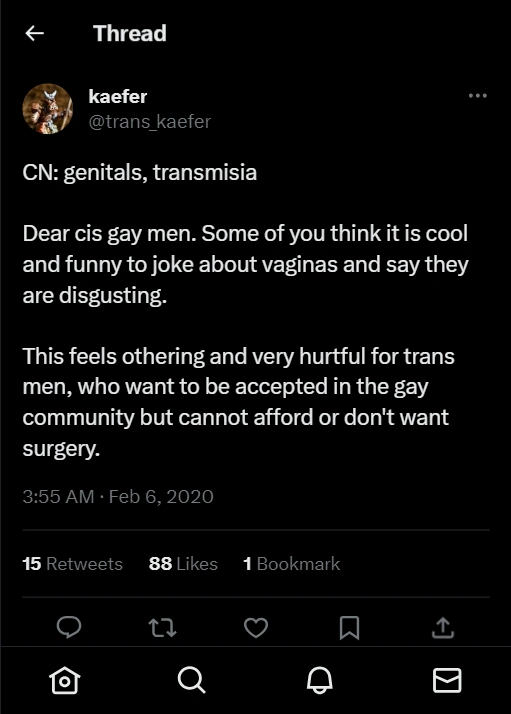 Thread
kaefer
@trans_kaefer
CN: genitals, transmisia
Dear cis gay men. Some of you think it is cool
and funny to joke about vaginas and say they
are disgusting.
This feels othering and very hurtful for trans
men, who want to be accepted in the gay
community but cannot afford or don't want
surgery.
3:55 AM · Feb 6, 2020
15 Retweets 88 Likes 1 Bookmark